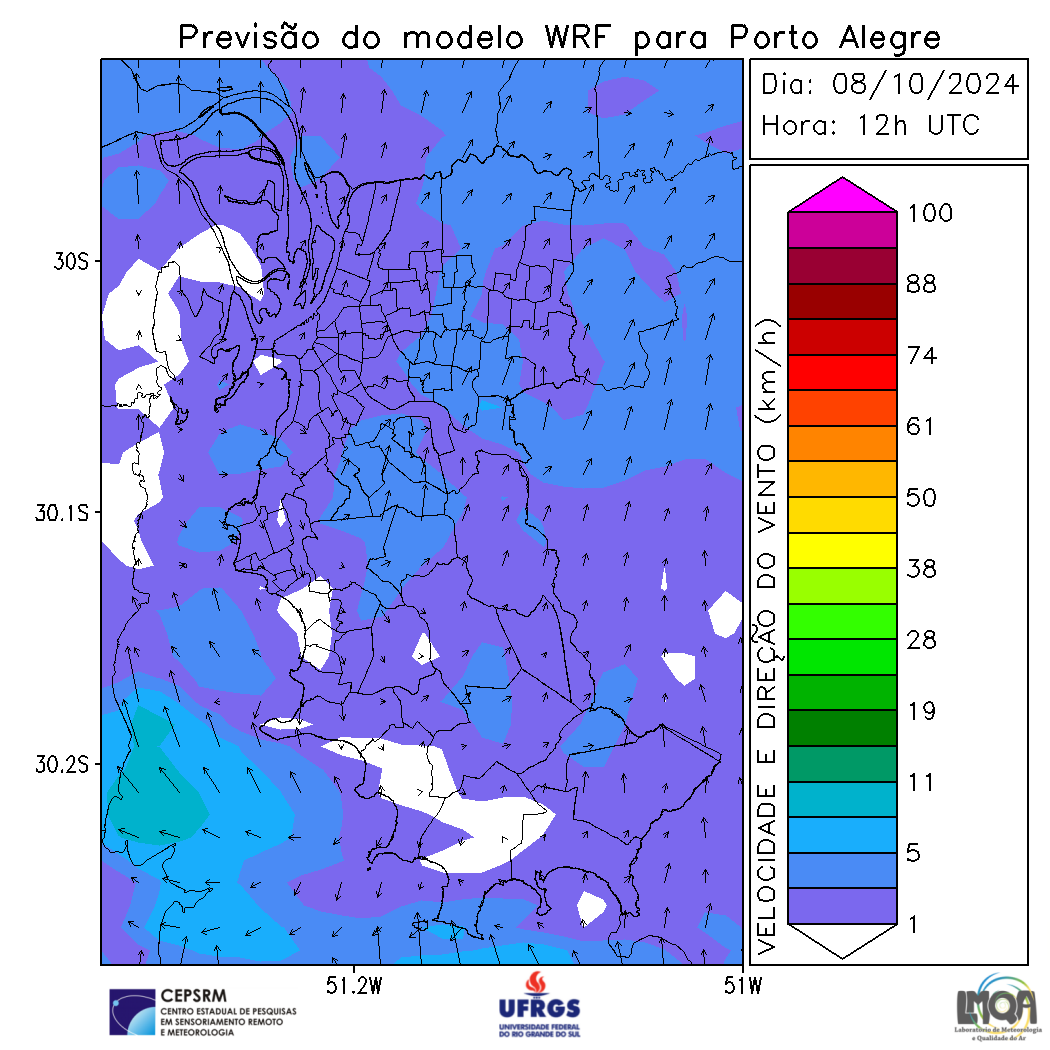 Previsão do modelo WRF para Porto Alegre
Dia: 08/10/2024
Hora: 12h UTC
30S
30.1S
30.2S
51.2W
51W
VELOCIDADE E DIREÇÃO DO VENTO (km/h)
100
88
74
61
50
38
28
19
11
5
1
CEPSRM
CENTRO ESTADUAL DE PESQUISAS
EM SENSORIAMENTO REMOTO
E METEOROLOGIA
UFRGS
UNIVERSIDADE FEDERAL
DO RIO GRANDE DO SUL
LMQA
Laboratório de Meteorologia
e Qualidade do Ar